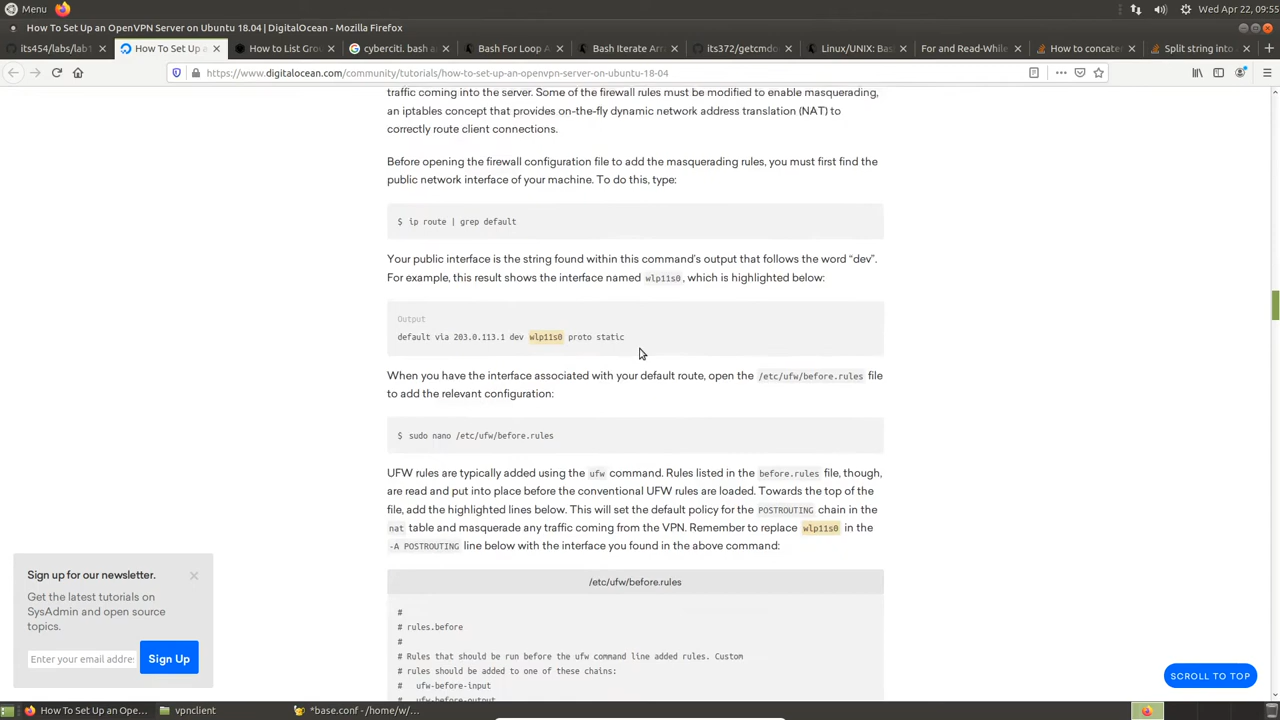 Menu
Wed Apr 22, 09:55
How To Set Up an OpenVPN Server on Ubuntu 18.04 | DigitalOcean - Mozilla Firefox
its454/labs/lab1
How To Set Up a
How to List Grou
cyberciti. bash ar
Bash For Loop A
Bash Iterate Arra
its372/getcmdo
Linux/UNIX: Bas
For and Read-While
How to concate
Split string into
https://www.digitalocean.com/community/tutorials/how-to-set-up-an-openvpn-server-on-ubuntu-18-04
traffic coming into the server. Some of the firewall rules must be modified to enable masquerading,
an iptables concept that provides on-the-fly dynamic network address translation (NAT) to
correctly route client connections.
Before opening the firewall configuration file to add the masquerading rules, you must first find the
public network interface of your machine. To do this, type:
$ ip route | grep default
Your public interface is the string found within this command's output that follows the word “dev”.
For example, this result shows the interface named wlp11s0, which is highlighted below:
Output
default via 203.0.113.1 dev wlp11s0 proto static
When you have the interface associated with your default route, open the /etc/ufw/before.rules file
to add the relevant configuration:
$ sudo nano /etc/ufw/before.rules
UFW rules are typically added using the ufw command. Rules listed in the before.rules file, though,
are read and put into place before the conventional UFW rules are loaded. Towards the top of the
file, add the highlighted lines below. This will set the default policy for the POSTROUTING chain in the
nat table and masquerade any traffic coming from the VPN. Remember to replace wlp11s0 in the
-A POSTROUTING line below with the interface you found in the above command:
/etc/ufw/before.rules
#
# rules.before
#
# Rules that should be run before the ufw command line added rules. Custom
# rules should be added to one of these chains:
#   ufw-before-input
#   ufw-before-output
Sign up for our newsletter.
Get the latest tutorials on
SysAdmin and open source
topics.
Enter your email addre:
Sign Up
SCROLL TO TOP
How To Set Up an Ope...
vpnclient
*base.conf - /home/w/...